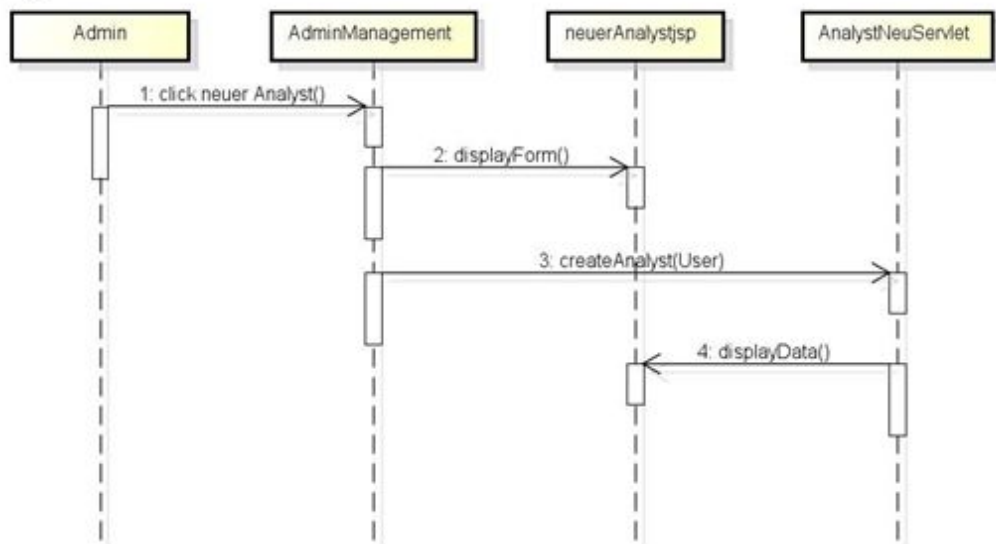 Admin
AdminManagement
neuerAnalystjsp
AnalystNeuServlet
1: click neuer Analyst()
2: displayForm()
3: createAnalyst(User)
4: displayData()